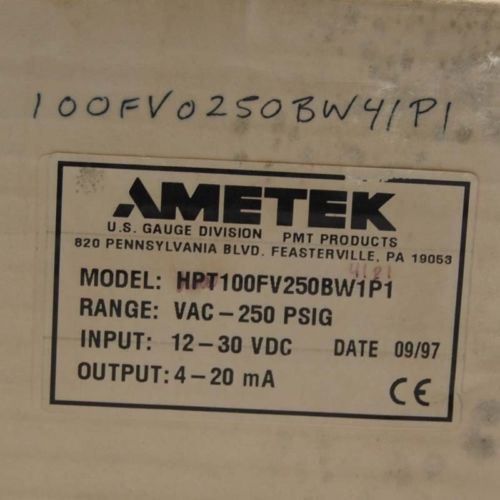 100FV0250BW41P1
AMETEK
U.S. GAUGE DIVISION PMT PRODUCTS
820 PENNSYLVANIA BLVD. FEASTERVILLE, PA 19053
MODEL: HPT100FV250BW1P1
RANGE: VAC-250 PSIG
INPUT: 12-30 VDC DATE 09/97
OUTPUT: 4-20 mA
CE